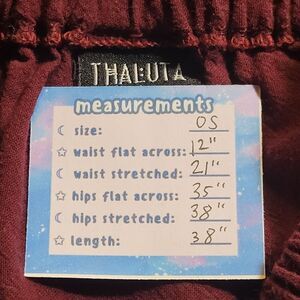 THALUTA
measurements
size: OS
waist flat across: 12"
waist stretched: 21"
hips flat across: 35"
hips stretched: 38"
length: 38"